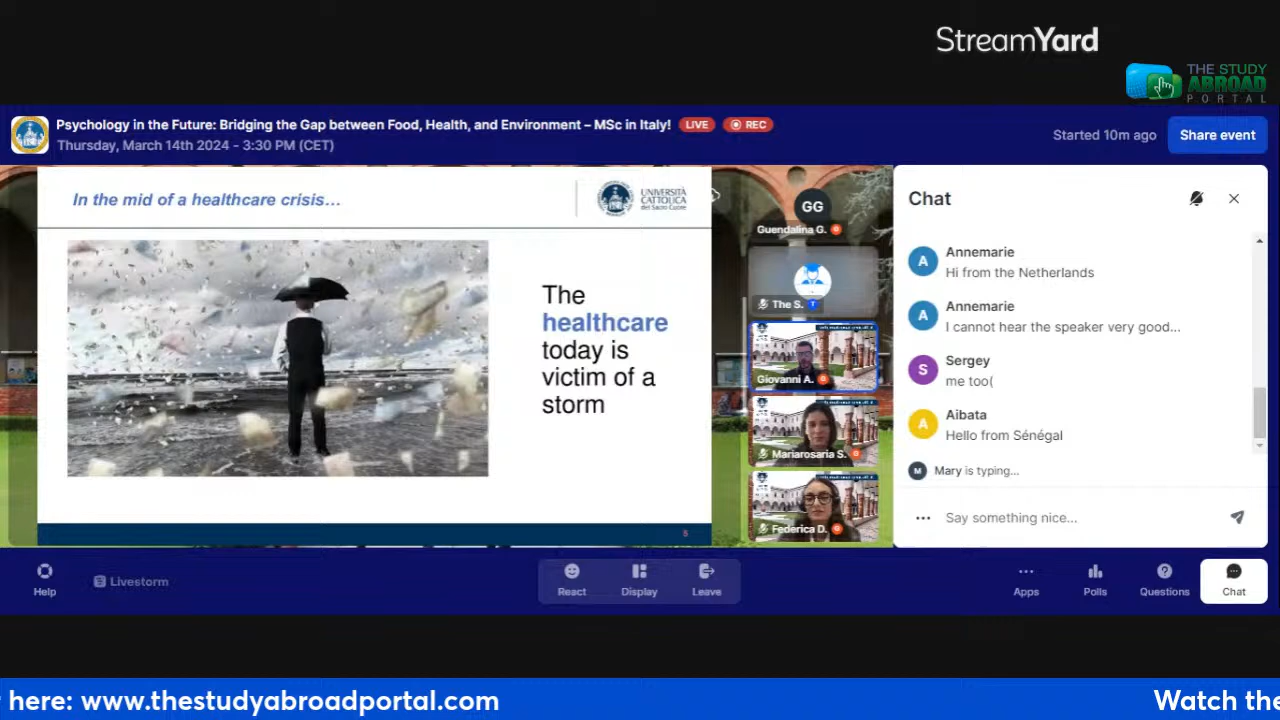 StreamYard
THE STUDY
ABROAD
PORTAL
Psychology in the Future: Bridging the Gap between Food, Health, and Environment – MSc in Italy!
LIVE
REC
Thursday, March 14th 2024 - 3:30 PM (CET)
Started 10m ago
Share event
In the mid of a healthcare crisis…
UNIVERSITÀ
CATTOLICA
del Sacro Cuore
The
healthcare
today is
victim of a
storm
5
GG
Guendalina G.
The S.
T
Giovanni A.
Mariarosaria S.
Federica D.
Chat
A
Annemarie
Hi from the Netherlands
A
Annemarie
I cannot hear the speaker very good...
S
Sergey
me too(
A
Aibata
Hello from Sénégal
M
Mary is typing...
Say something nice...
Help
Livestorm
React
Display
Leave
Apps
Polls
Questions
Chat
here: www.thestudyabroadportal.com
Watch the